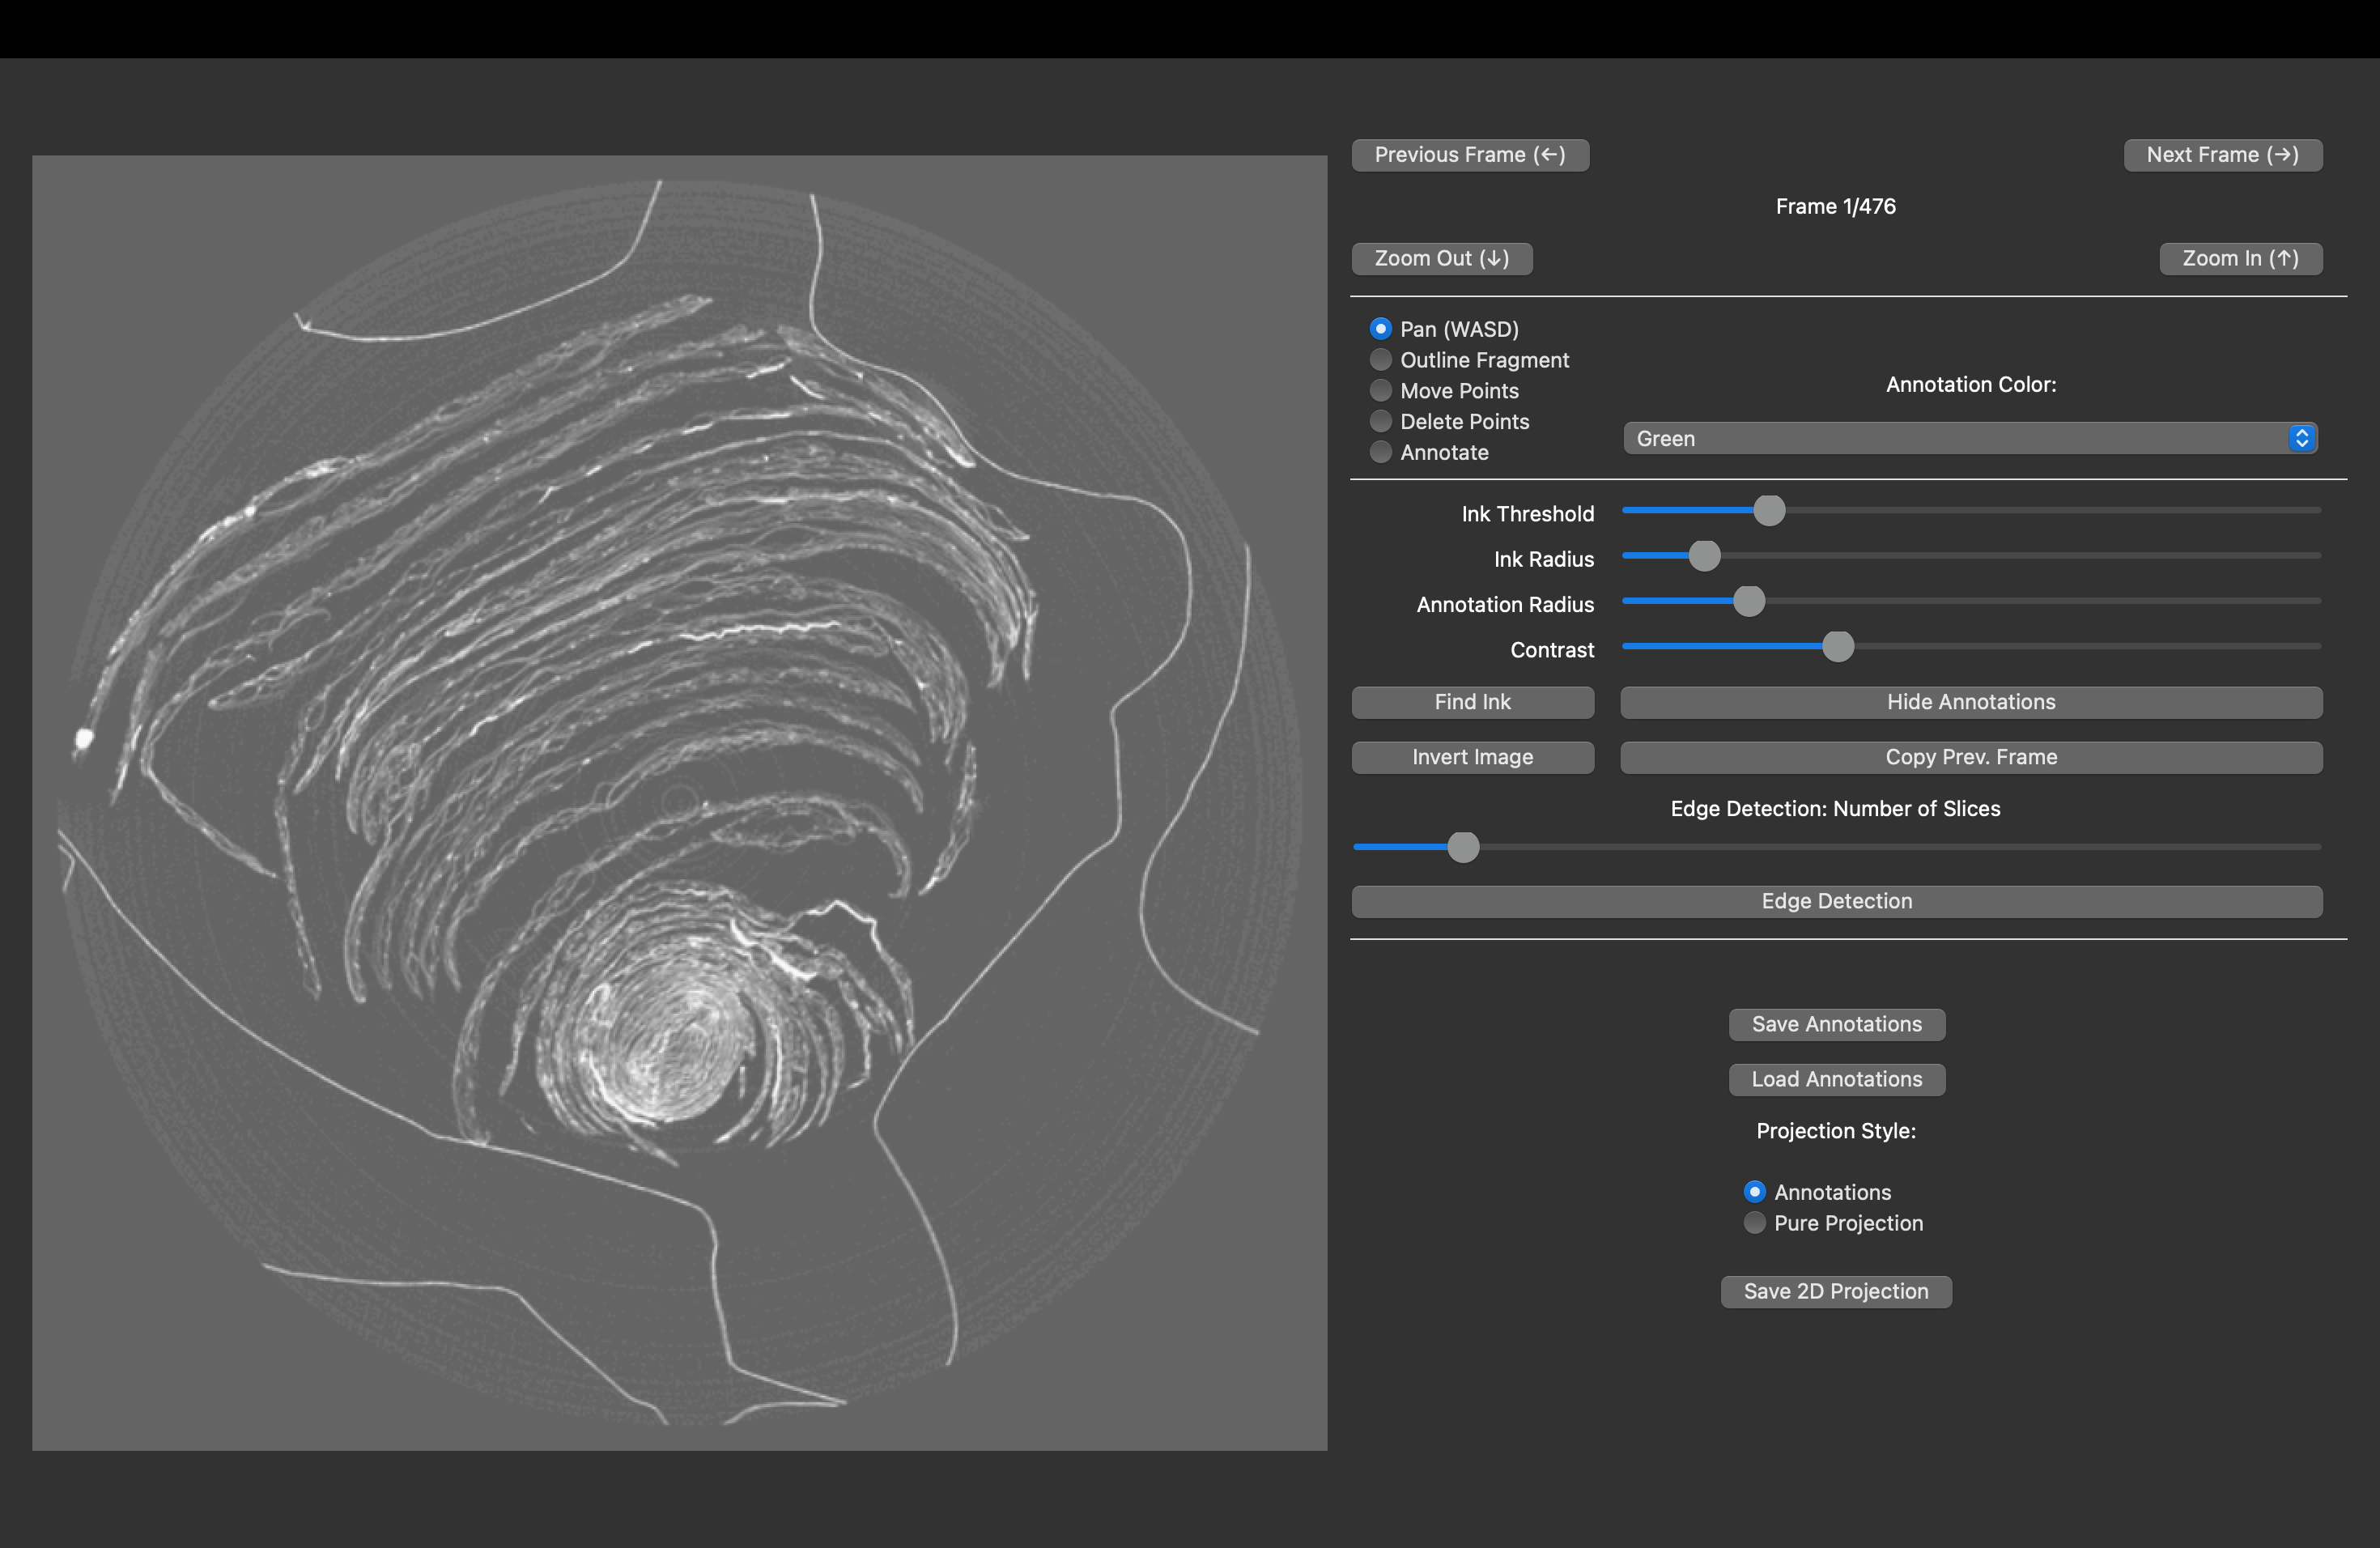 Previous Frame (←) Next Frame (→)
Frame 1/476
Zoom Out (↓) Zoom In (↑)
Pan (WASD)
Outline Fragment
Move Points
Delete Points
Annotate
Annotation Color:
Green
Ink Threshold
Ink Radius
Annotation Radius
Contrast
Find Ink Hide Annotations
Invert Image Copy Prev. Frame
Edge Detection: Number of Slices
Edge Detection
Save Annotations
Load Annotations
Projection Style:
Annotations
Pure Projection
Save 2D Projection